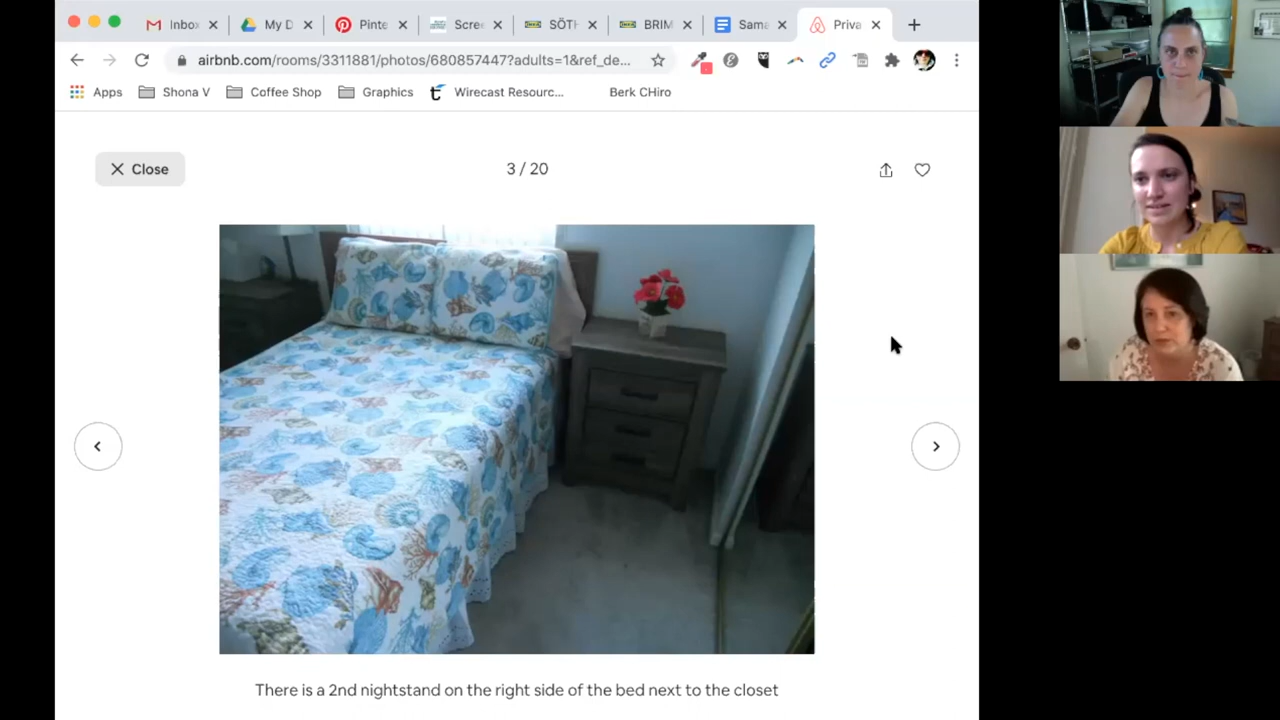 Inbo
My D
Pinte
Scree
SÖTH
BRIM
Sama
Priva
airbnb.com/rooms/3311881/photos/680857447?adults=1&ref_de...
Apps
Shona V
Coffee Shop
Graphics
Wirecast Resourc...
Berk CHiro
Close
3 / 20
There is a 2nd nightstand on the right side of the bed next to the closet